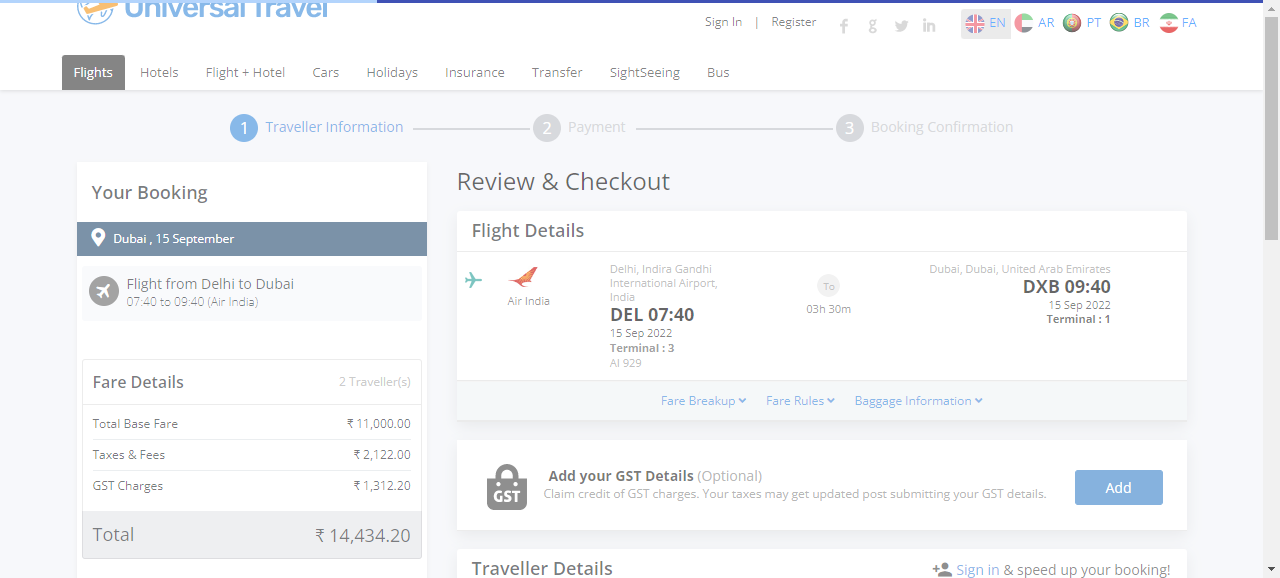 Universal Travel
Sign In | Register
EN AR PT BR FA
Flights Hotels Flight + Hotel Cars Holidays Insurance Transfer SightSeeing Bus
1 Traveller Information 2 Payment 3 Booking Confirmation
Your Booking
Dubai , 15 September
Flight from Delhi to Dubai
07:40 to 09:40 (Air India)
Fare Details 2 Traveller(s)
Total Base Fare ₹ 11,000.00
Taxes & Fees ₹ 2,122.00
GST Charges ₹ 1,312.20
Total ₹ 14,434.20
Review & Checkout
Flight Details
Air India
Delhi, Indira Gandhi
International Airport,
India
DEL 07:40
15 Sep 2022
Terminal : 3
AI 929
To
03h 30m
Dubai, Dubai, United Arab Emirates
DXB 09:40
15 Sep 2022
Terminal : 1
Fare Breakup Fare Rules Baggage Information
GST
Add your GST Details (Optional)
Claim credit of GST charges. Your taxes may get updated post submitting your GST details.
Add
Traveller Details
Sign in & speed up your booking!